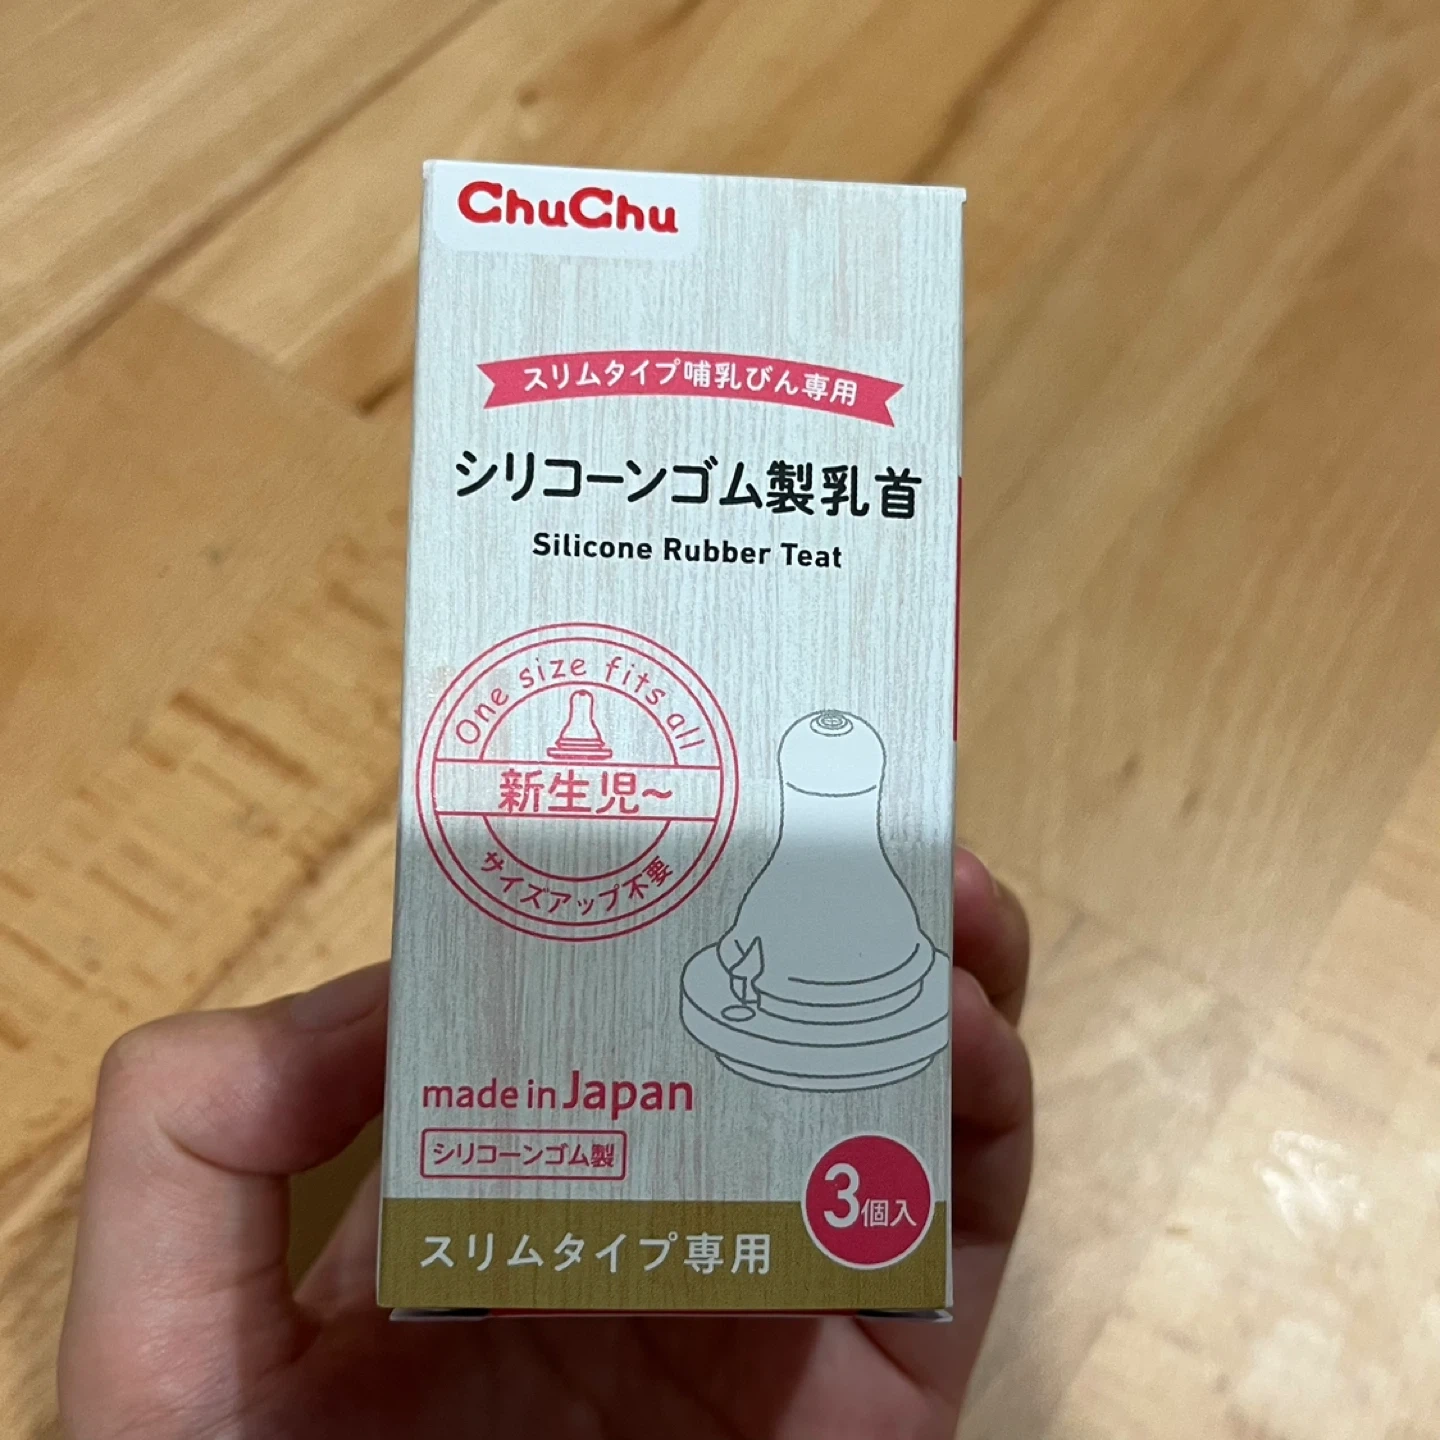 ChuChu
スリムタイプ哺乳びん専用
シリコーンゴム製乳首
Silicone Rubber Teat
One size fits all
新生児~
サイズアップ不要
made in Japan
シリコーンゴム製
3個入
スリムタイプ専用